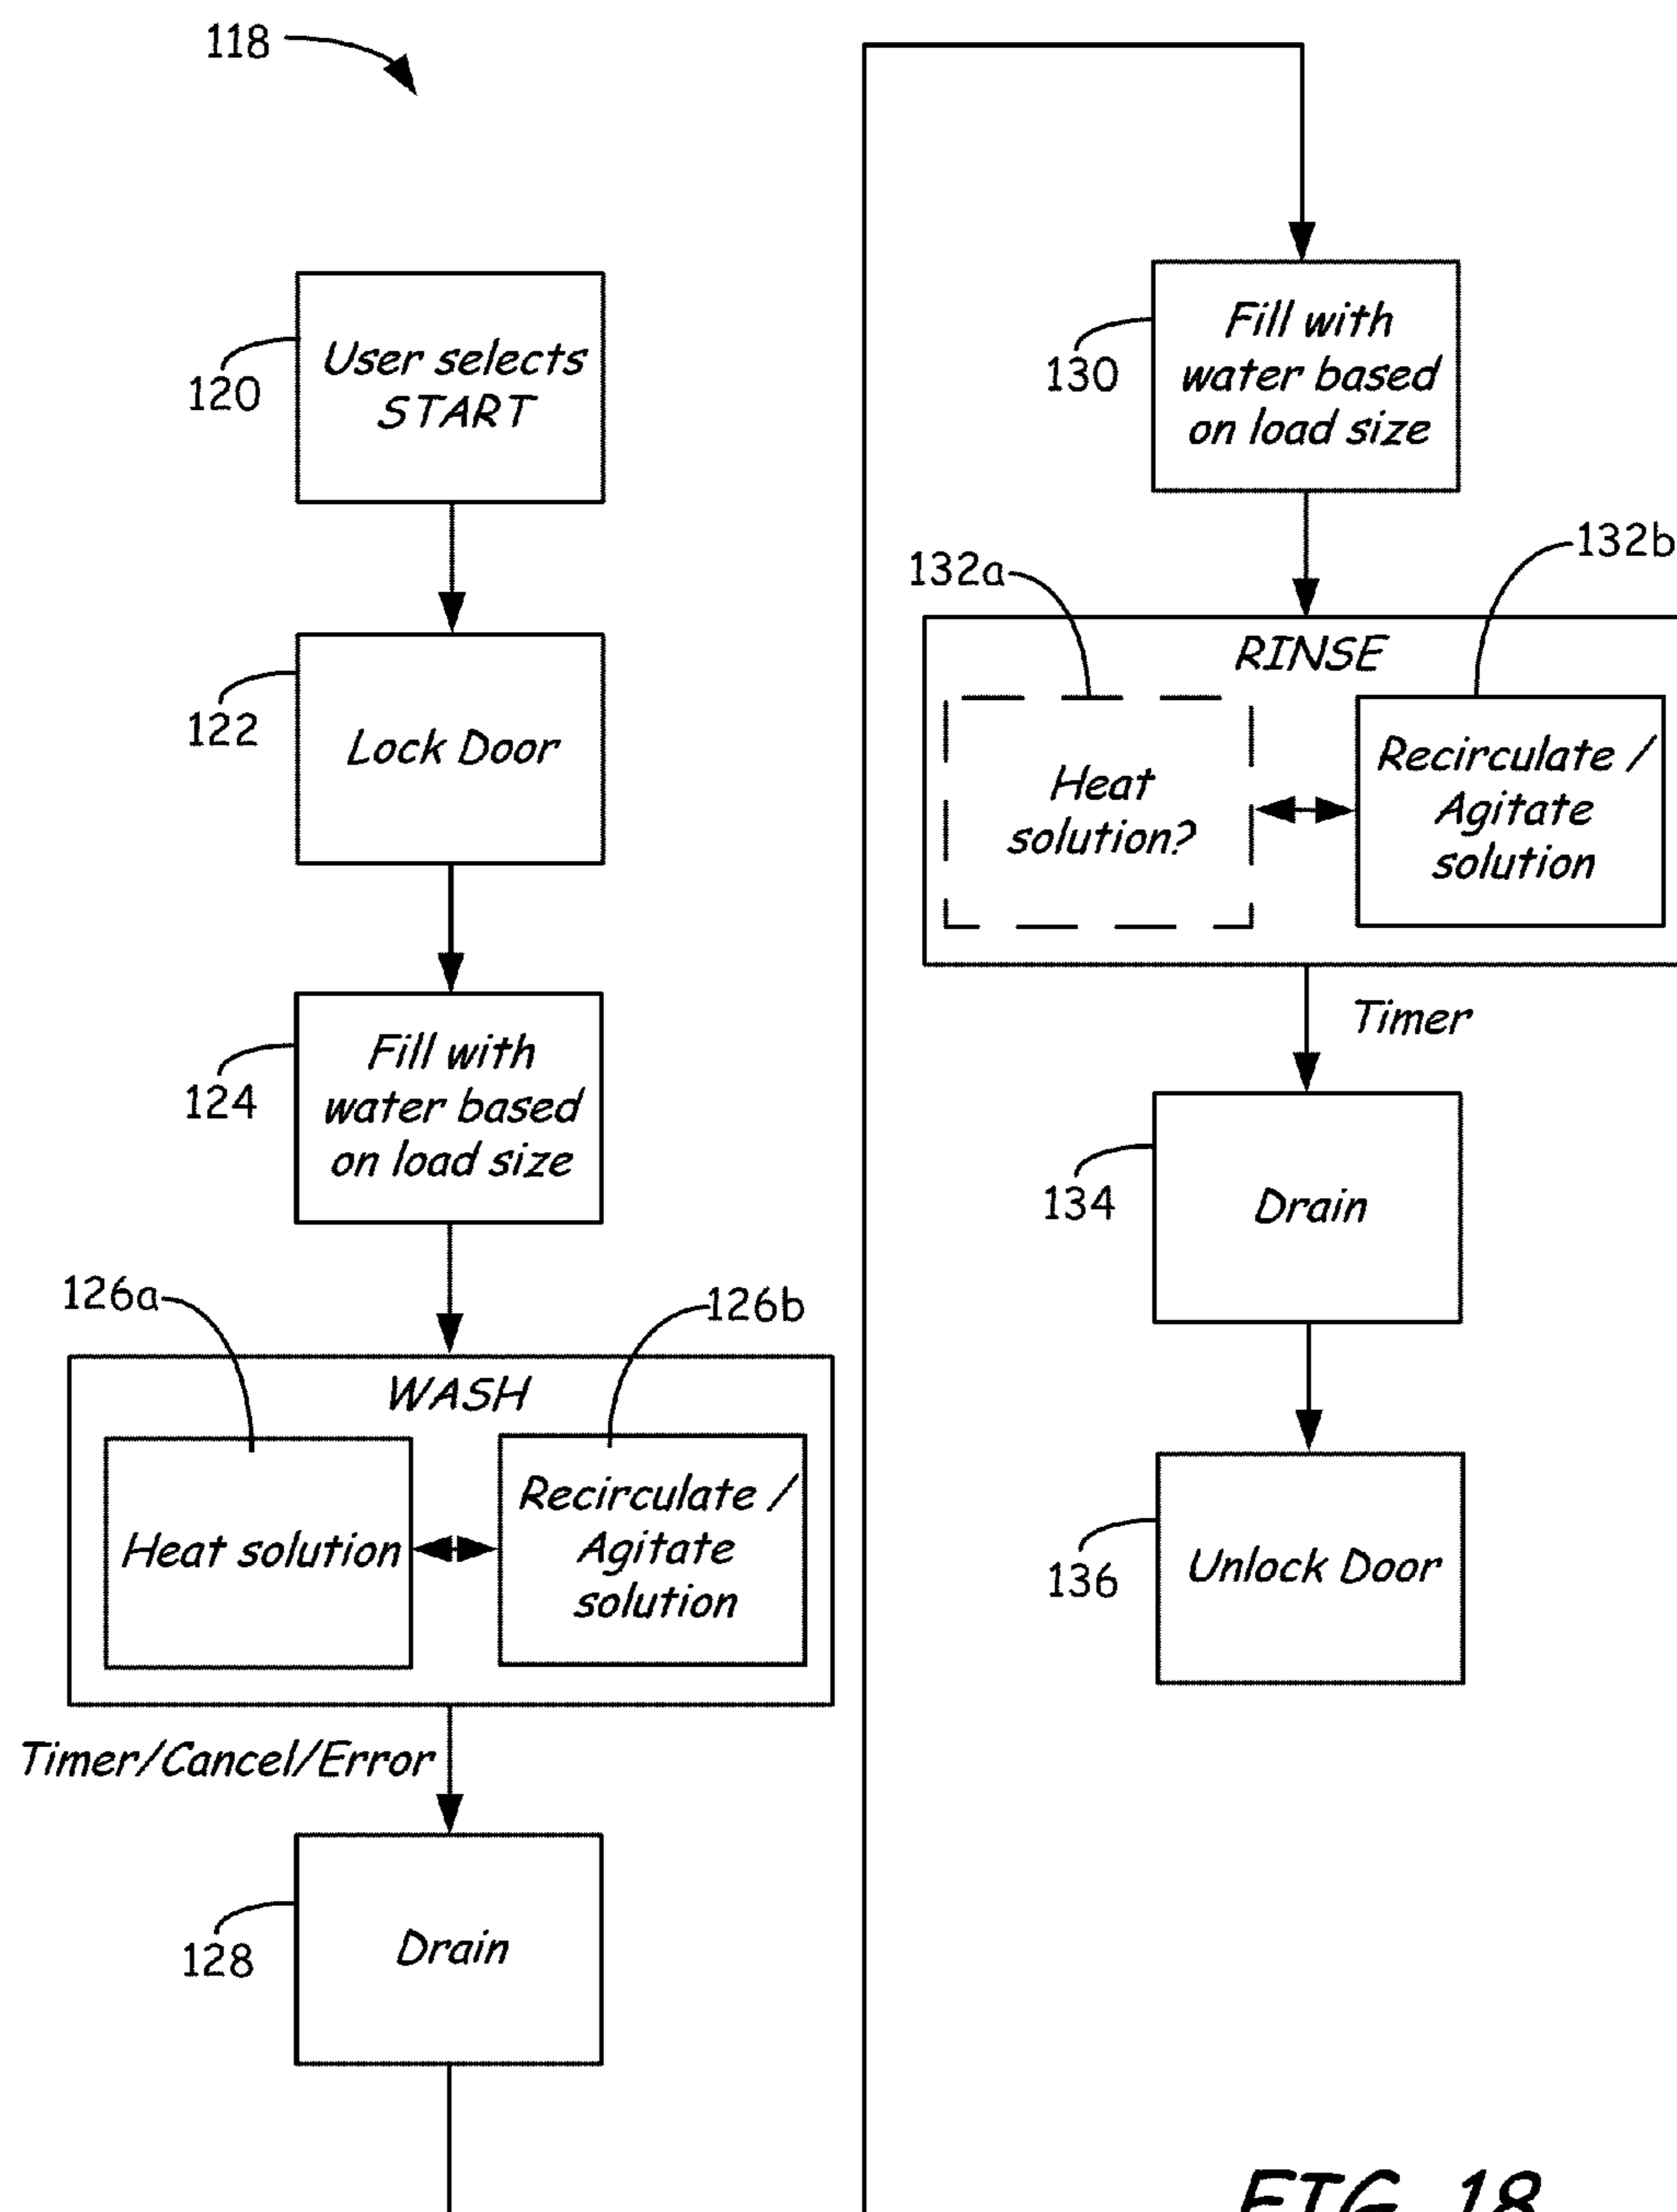 118
120
User selects
START
122
Lock Door
124
Fill with
water based
on load size
126a
126b
WASH
Heat solution
Recirculate /
Agitate
solution
Timer/Cancel/Error
128
Drain
130
Fill with
water based
on load size
132a
132b
RINSE
Heat
solution?
Recirculate /
Agitate
solution
Timer
134
Drain
136
Unlock Door
FIG. 18